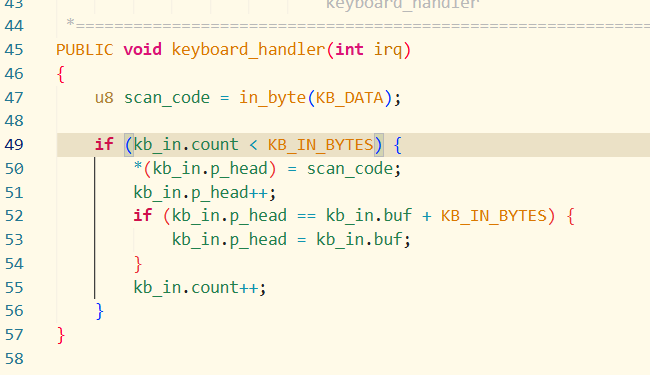 43 keyboard_handler
44 *======================================================================
45 PUBLIC void keyboard_handler(int irq)
46 {
47 u8 scan_code = in_byte(KB_DATA);
48
49 if (kb_in.count < KB_IN_BYTES) {
50 *(kb_in.p_head) = scan_code;
51 kb_in.p_head++;
52 if (kb_in.p_head == kb_in.buf + KB_IN_BYTES) {
53 kb_in.p_head = kb_in.buf;
54 }
55 kb_in.count++;
56 }
57 }
58